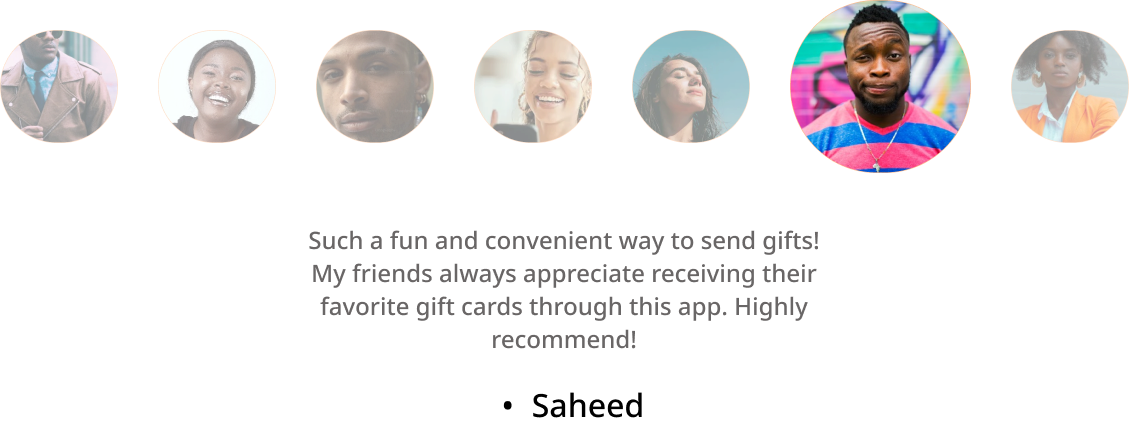 Such a fun and convenient way to send gifts!
My friends always appreciate receiving their
favorite gift cards through this app. Highly
recommend!
• Saheed